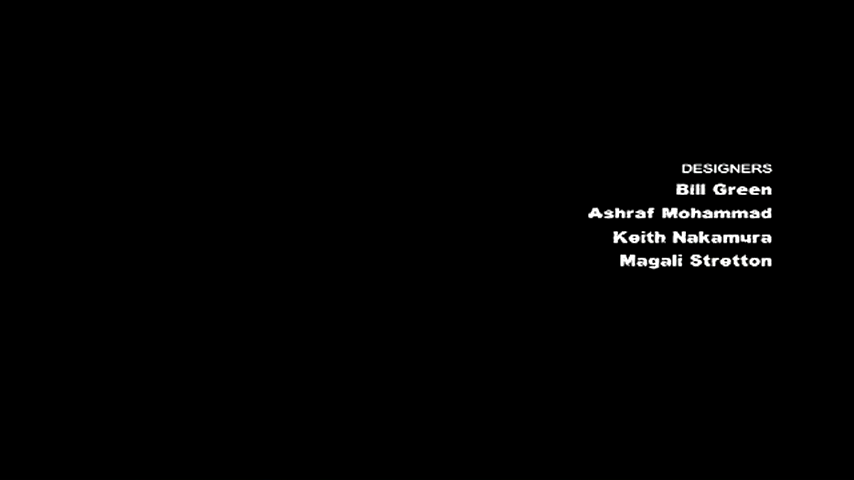 DESIGNERS
Bill Green
Ashraf Mohammad
Keith Nakamura
Magali Stretton